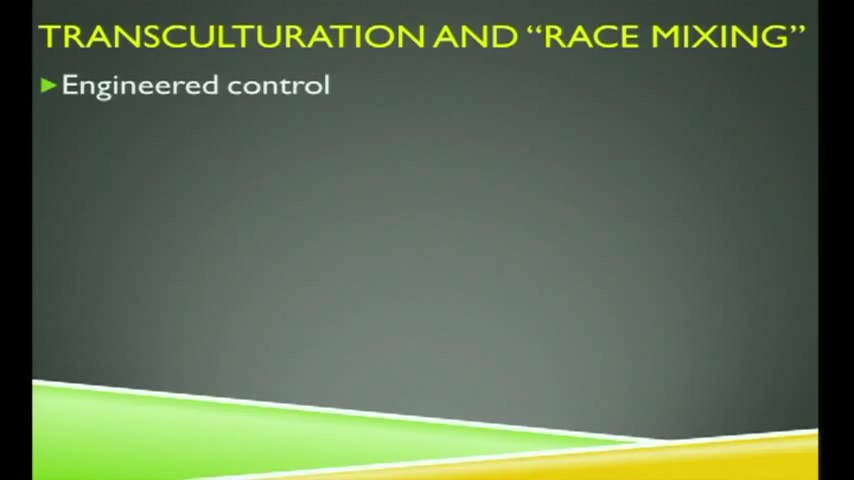 TRANSCULTURATION AND “RACE MIXING”
Engineered control